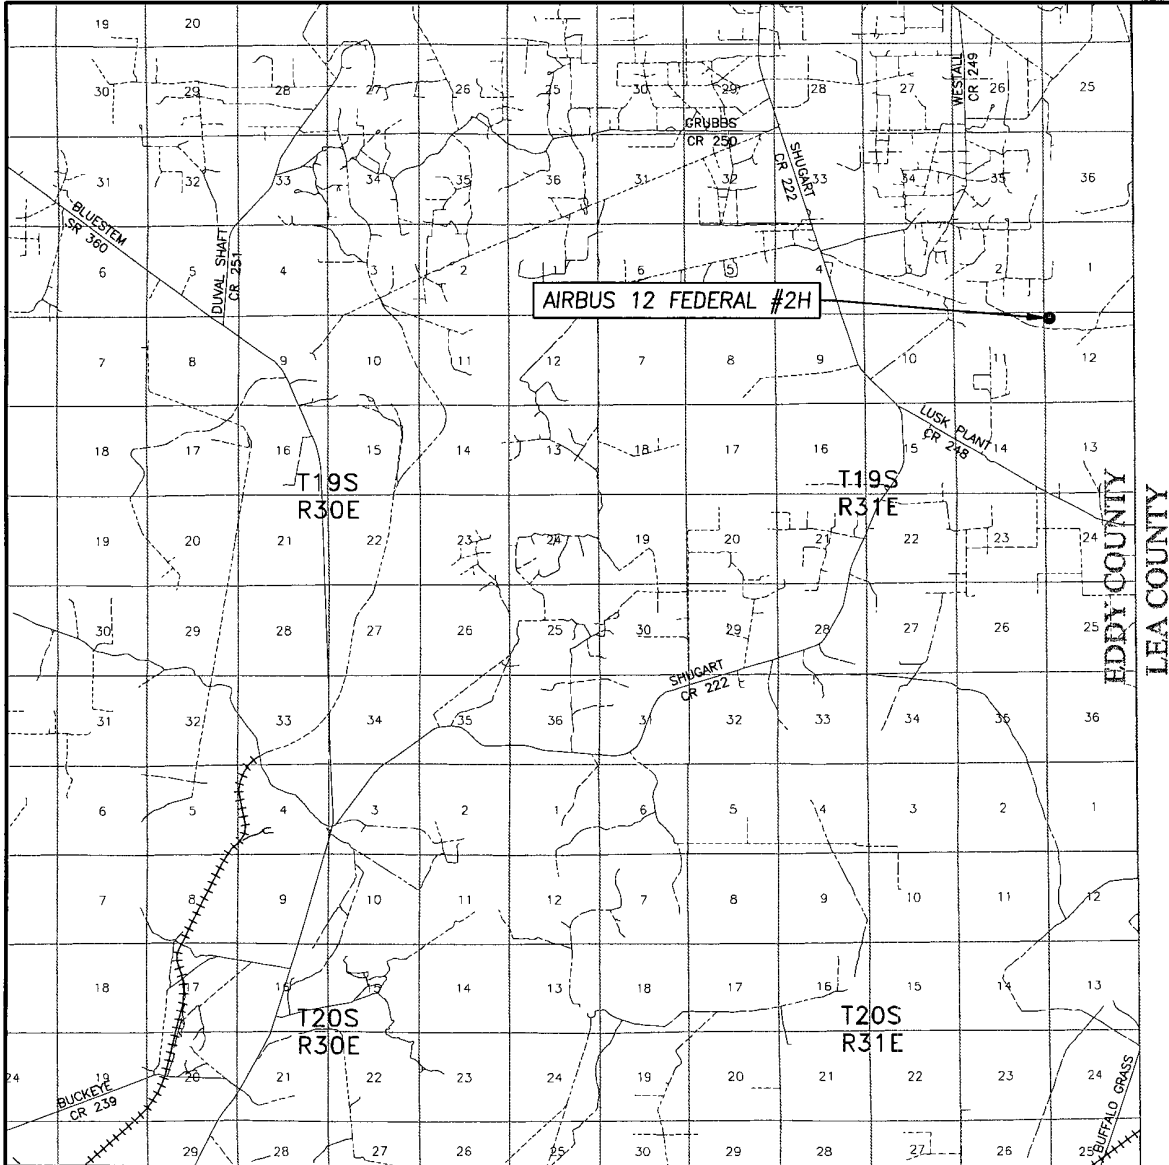 19 20
30 29 28 27 26 25 30 29 28 27 26 25
WESTALL
CR 249
GRUBBS
CR 250
31 32 33 34 35 36 31 32 33 34 35 36
SHUGART
CR 222
BLUESTEM
SR 360
DUVAL SHAFT
CR 251
6 5 4 3 2 6 5 4 3 2 1
AIRBUS 12 FEDERAL #2H
7 8 9 10 11 12 7 8 9 10 11 12
LUSK PLANT
CR 248
18 17 16 15 14 13 18 17 16 15 14 13
T19S
R30E
T19S
R31E
EDDY COUNTY
LEA COUNTY
19 20 21 22 23 24 19 20 21 22 23 24
30 29 28 27 26 25 30 29 28 27 26 25
SHUGART
CR 222
31 32 33 34 35 36 31 32 33 34 35 36
6 5 4 3 2 1 6 5 4 3 2 1
7 8 9 10 11 12 7 8 9 10 11 12
18 17 16 15 14 13 18 17 16 15 14 13
T20S
R30E
T20S
R31E
24 19 20 21 22 23 24 19 20 21 22 23 24
BUCKEYE
CR 239
BUFFALO GRASS
29 28 27 26 25 30 29 28 27 26 25